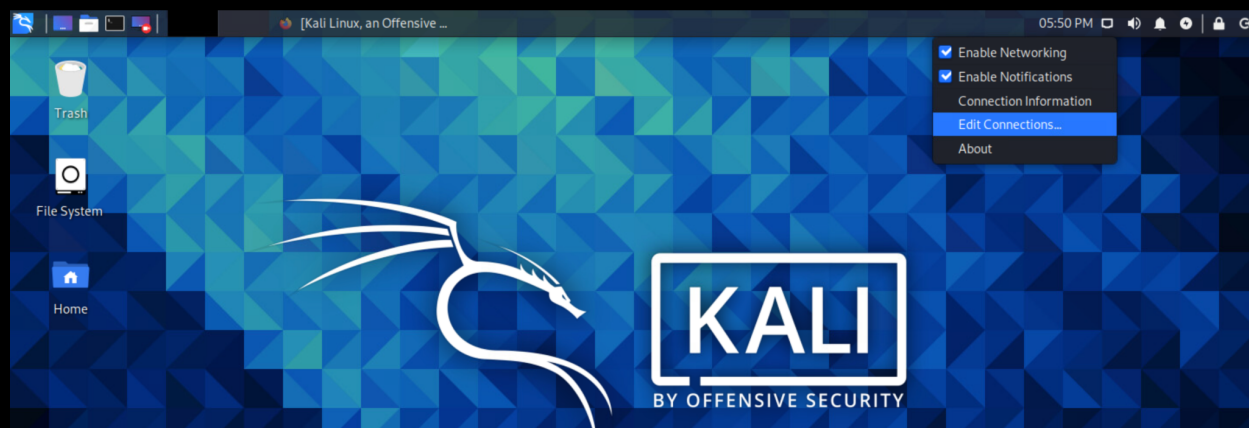 [Kali Linux, an Offensive ...
05:50 PM
Enable Networking
Enable Notifications
Connection Information
Edit Connections...
About
Trash
File System
Home
KALI
BY OFFENSIVE SECURITY